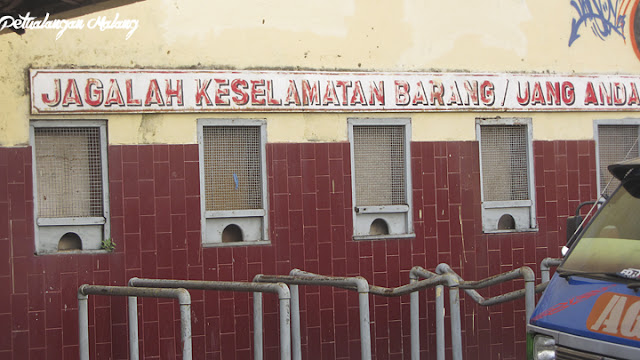 Petualangan Malang
JAGALAH KESELAMATAN BARANG / UANG ANDA